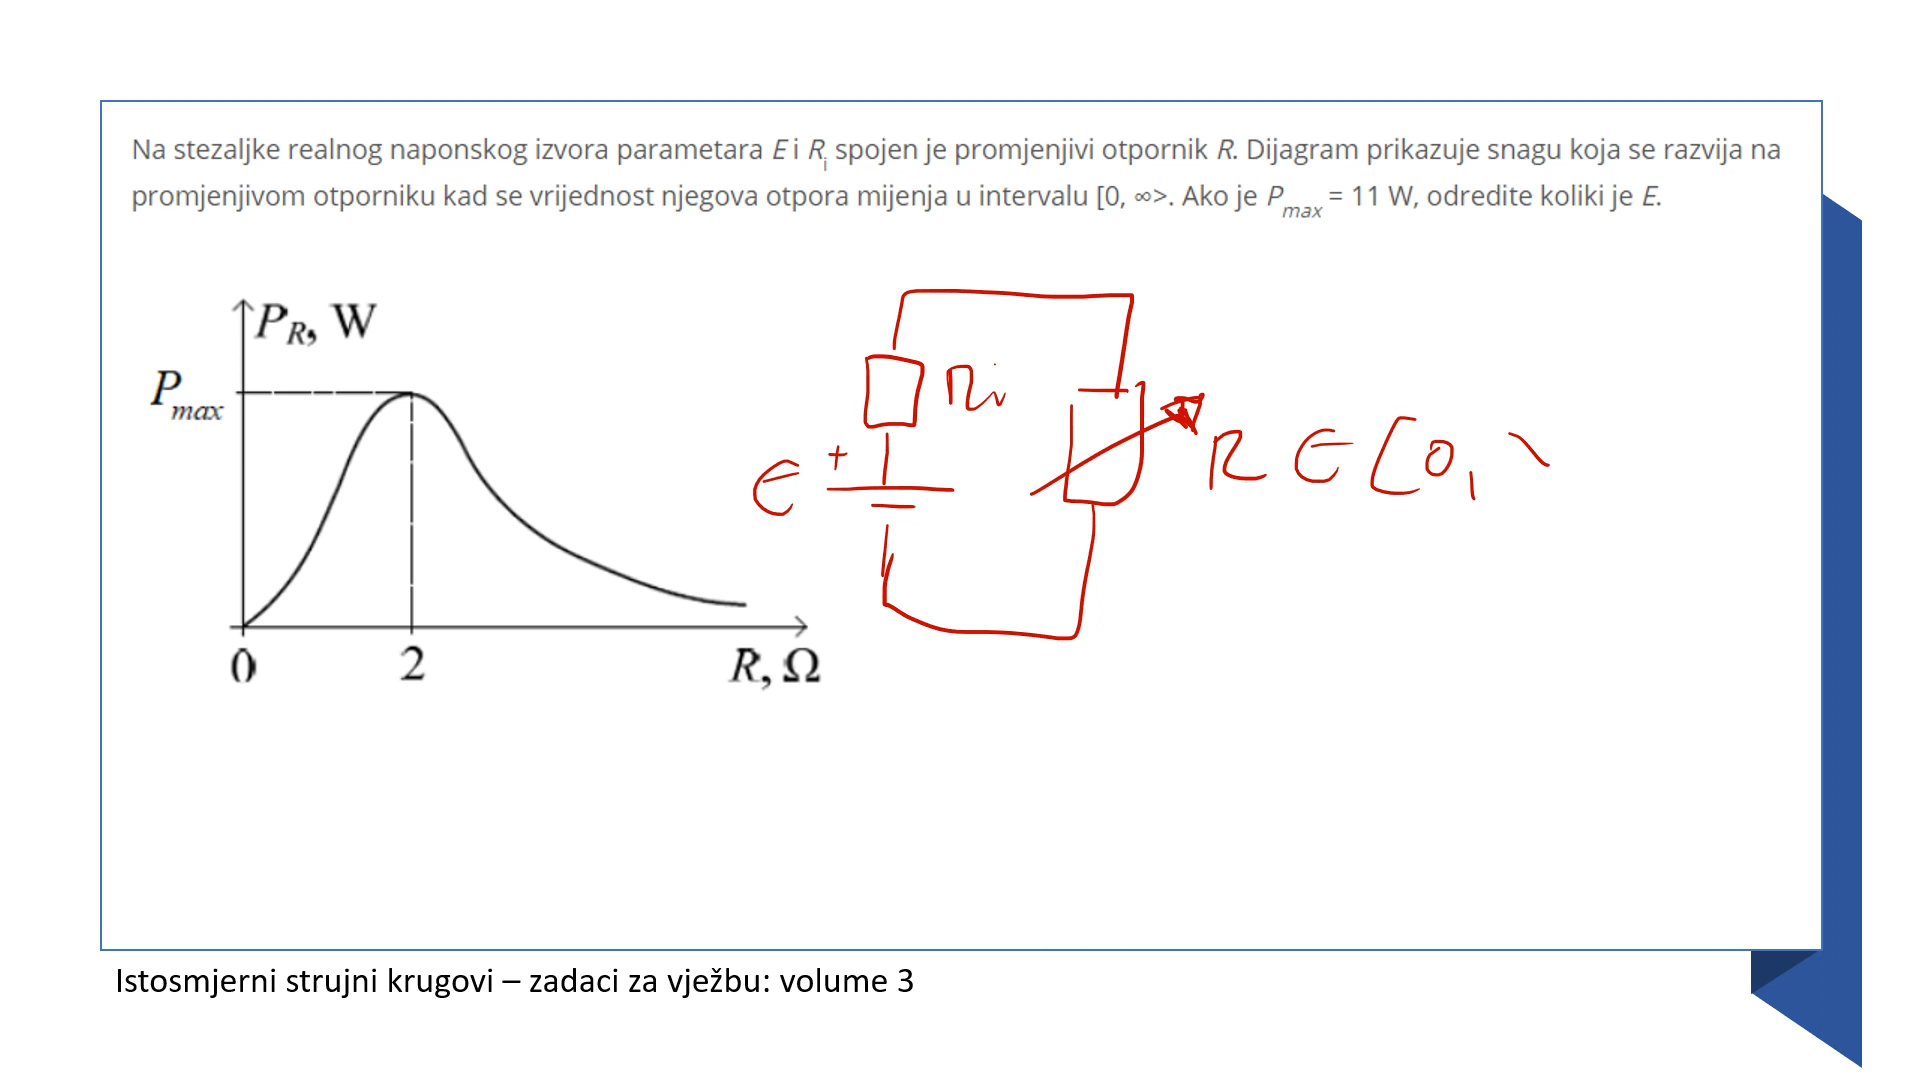 Na stezaljke realnog naponskog izvora parametara E i Ri spojen je promjenjivi otpornik R. Dijagram prikazuje snagu koja se razvija na
promjenjivom otporniku kad se vrijednost njegova otpora mijenja u intervalu [0, ∞>. Ako je Pmax = 11 W, odredite koliki je E.
PR, W
Pmax
0
2
R, Ω
Ri
+
E
R ∈ [0,
Istosmjerni strujni krugovi – zadaci za vježbu: volume 3